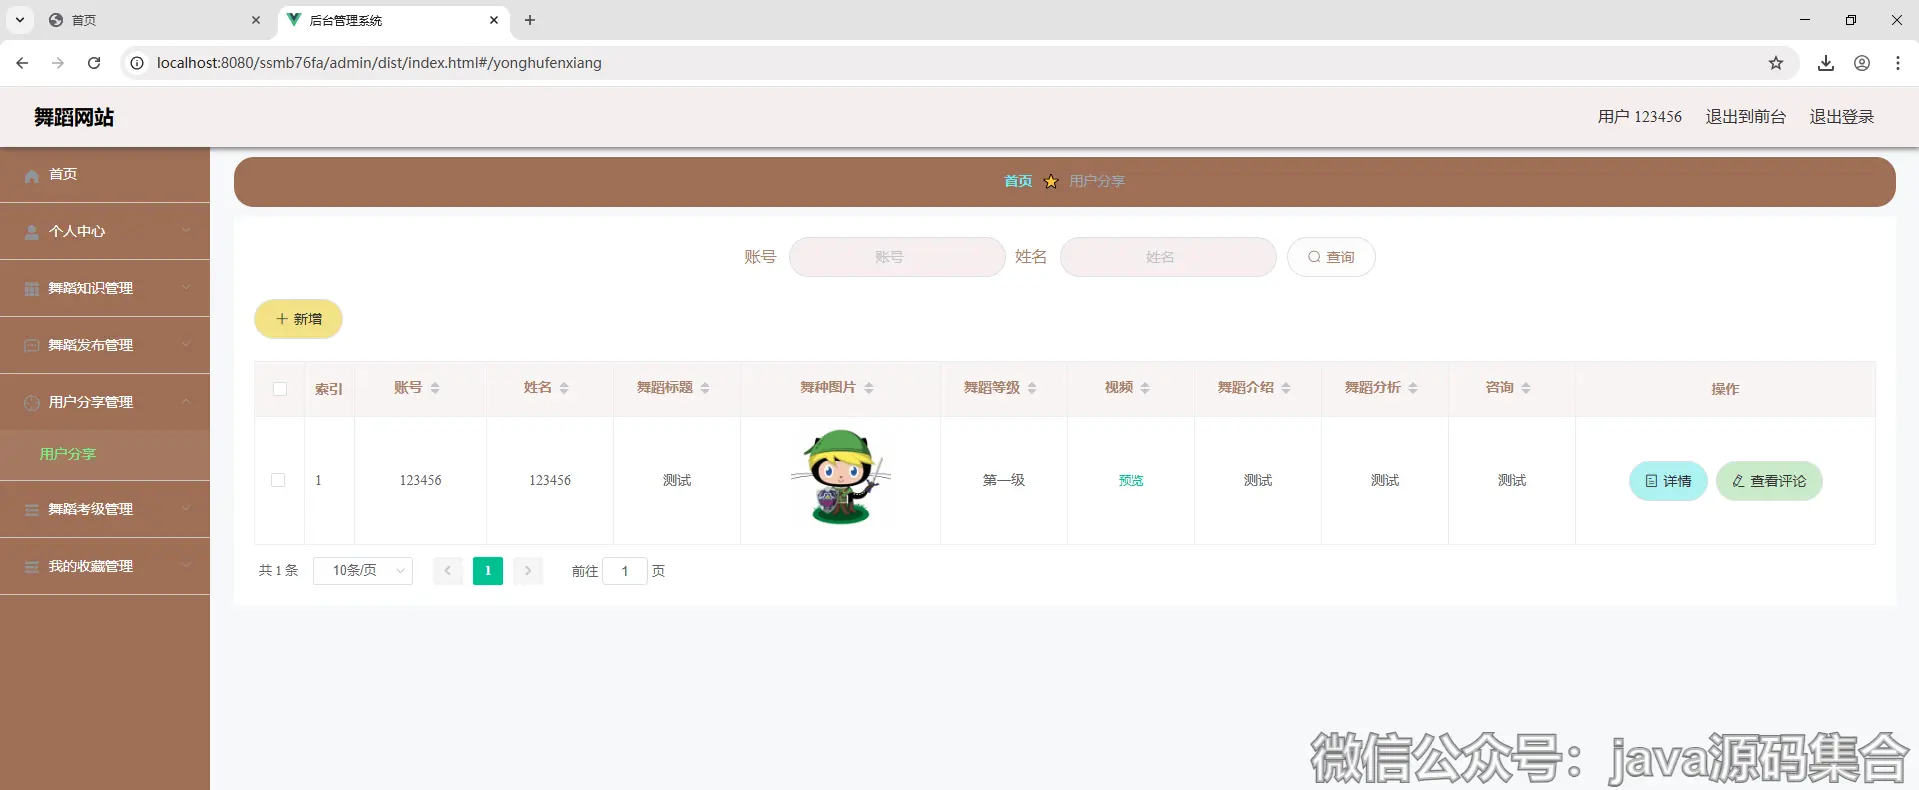 首页
后台管理系统
localhost:8080/ssmb76fa/admin/dist/index.html#/yonghufenxiang
舞蹈网站
用户 123456 退出到前台 退出登录
首页
个人中心
舞蹈知识管理
舞蹈发布管理
用户分享管理
用户分享
舞蹈考级管理
我的收藏管理
首页 用户分享
账号 账号 姓名 姓名 查询
新增
索引 账号 姓名 舞蹈标题 舞种图片 舞蹈等级 视频 舞蹈介绍 舞蹈分析 咨询 操作
1 123456 123456 测试 第一级 预览 测试 测试 测试 详情 查看评论
共 1 条 10条/页 1 前往 1 页
微信公众号：java源码集合